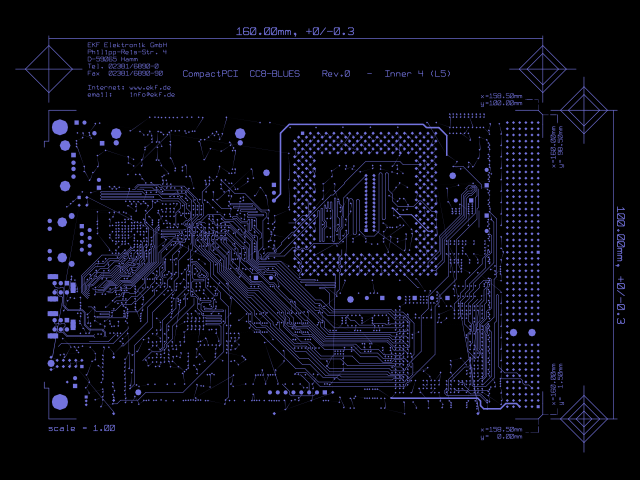 160.00mm, +0/-0.3
EKF Elektronik GmbH
Philipp-Reis-Str. 4
D-59065 Hamm
Tel. 02381/6890-0
Fax 02381/6890-90
CompactPCI CC8-BLUES Rev.0 - Inner 4 (L5)
Internet: www.ekf.de
email: info@ekf.de
x=158.50mm
y=100.00mm
x=160.00mm
y= 98.50mm
100.00mm, +0/-0.3
x=160.00mm
y= 1.50mm
scale = 1.00
x=158.50mm
y= 0.00mm